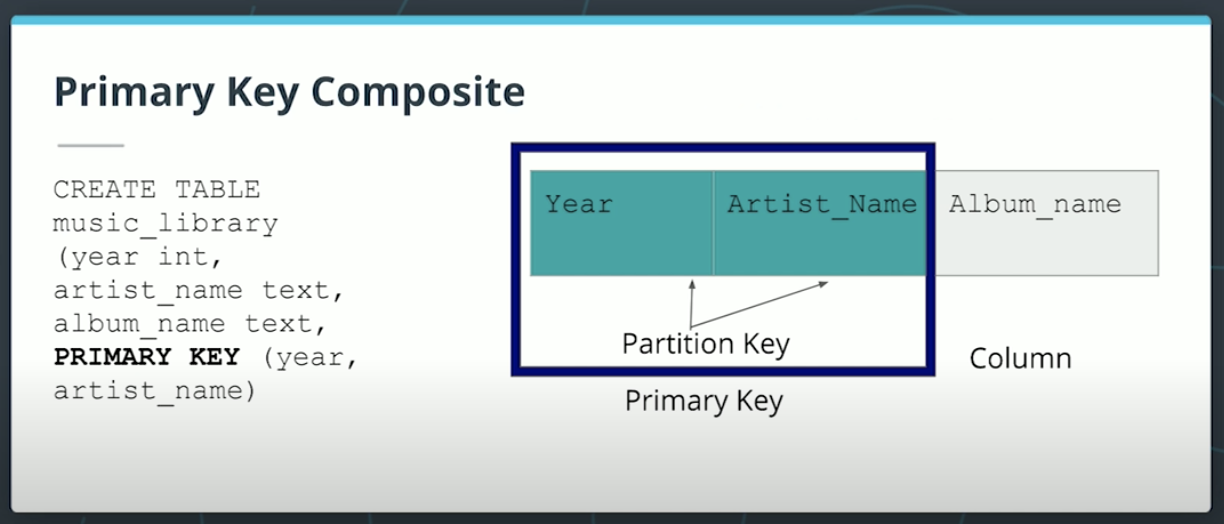 Primary Key Composite
CREATE TABLE
music_library
(year int,
artist_name text,
album_name text,
PRIMARY KEY (year,
artist_name)
Year
Artist_Name
Album_name
Partition Key
Column
Primary Key